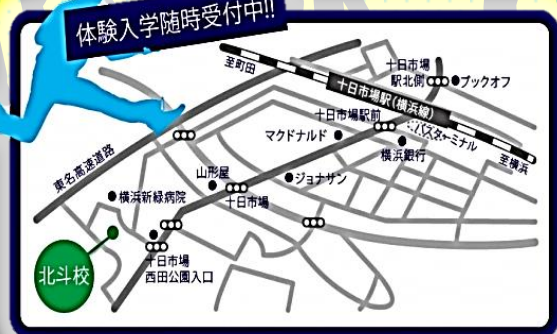 体験入学随時受付中!!
至町田
十日市場
駅北側
ブックオフ
十日市場駅(横浜線)
十日市場駅前
バスターミナル
マクドナルド
横浜銀行
至横浜
東名高速道路
山形屋
ジョナサン
横浜新緑病院
十日市場
北斗校
十日市場
西田公園入口